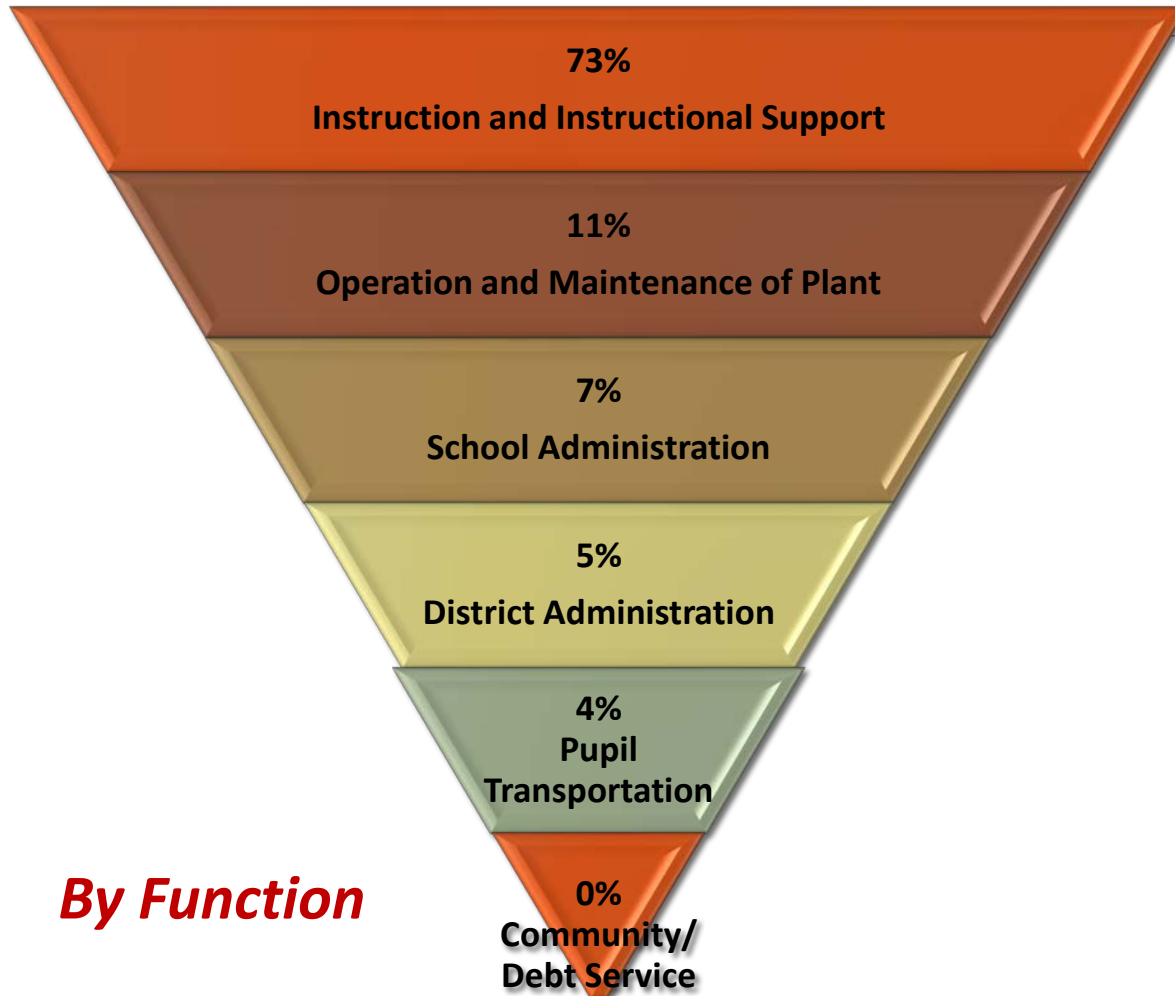 73%
Instruction and Instructional Support
11%
Operation and Maintenance of Plant
7%
School Administration
5%
District Administration
4%
Pupil
Transportation
0%
Community/
Debt Service
By Function